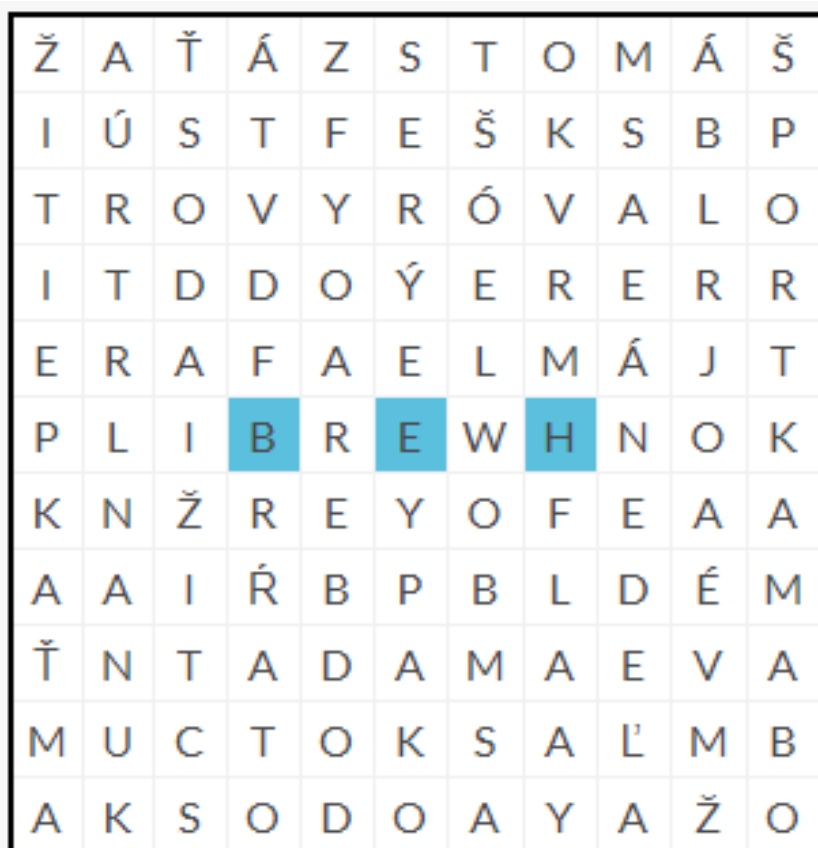 Ž A Ť Á Z S T O M Á Š
I Ú S T F E Š K S B P
T R O V Y R Ó V A L O
I T D D O Ý E R E R R
E R A F A E L M Á J T
P L I B R E W H N O K
K N Ž R E Y O F E A A
A A I Ŕ B P B L D É M
Ť N T A D A M A E V A
M U C T O K S A Ľ M B
A K S O D O A Y A Ž O